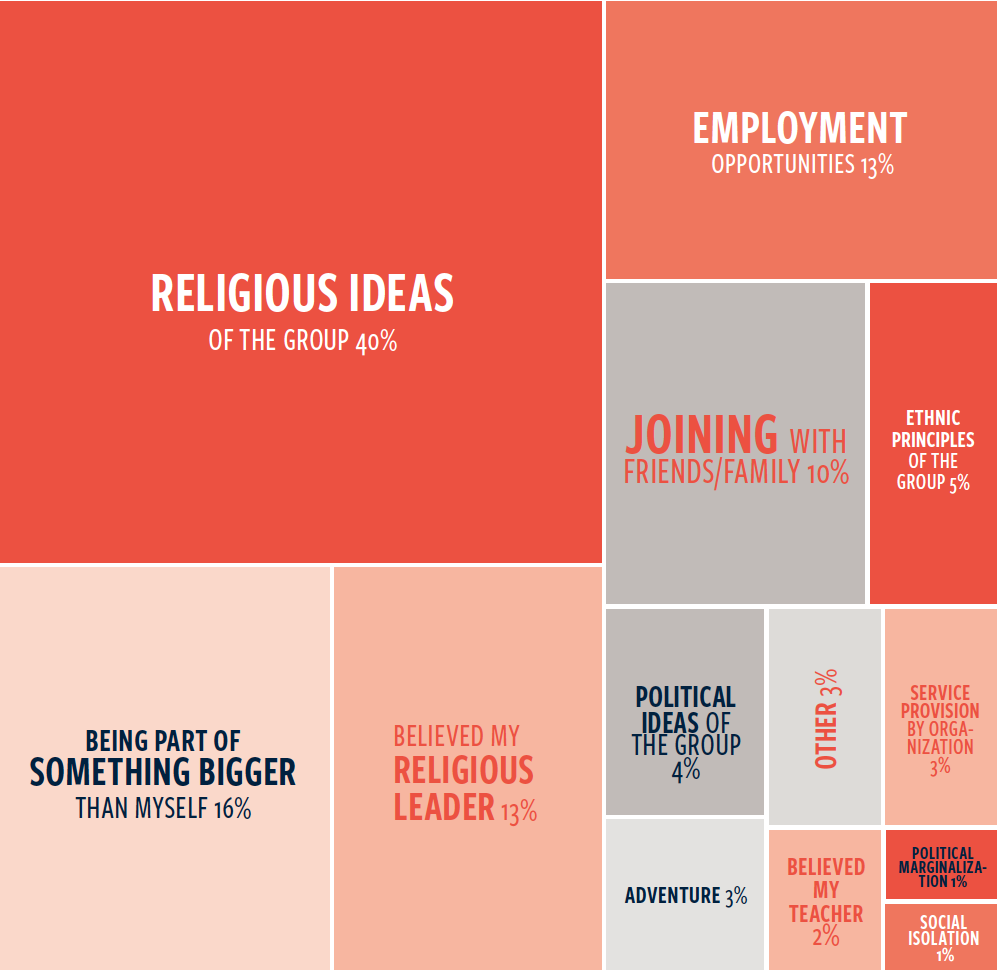 RELIGIOUS IDEAS
OF THE GROUP 40%
EMPLOYMENT
OPPORTUNITIES 13%
JOINING WITH
FRIENDS/FAMILY 10%
ETHNIC
PRINCIPLES
OF THE
GROUP 5%
BEING PART OF
SOMETHING BIGGER
THAN MYSELF 16%
BELIEVED MY
RELIGIOUS
LEADER 13%
POLITICAL
IDEAS OF
THE GROUP
4%
OTHER 3%
SERVICE
PROVISION
BY ORGA-
NIZATION
3%
ADVENTURE 3%
BELIEVED
MY
TEACHER
2%
POLITICAL
MARGINALIZA-
TION 1%
SOCIAL
ISOLATION
1%